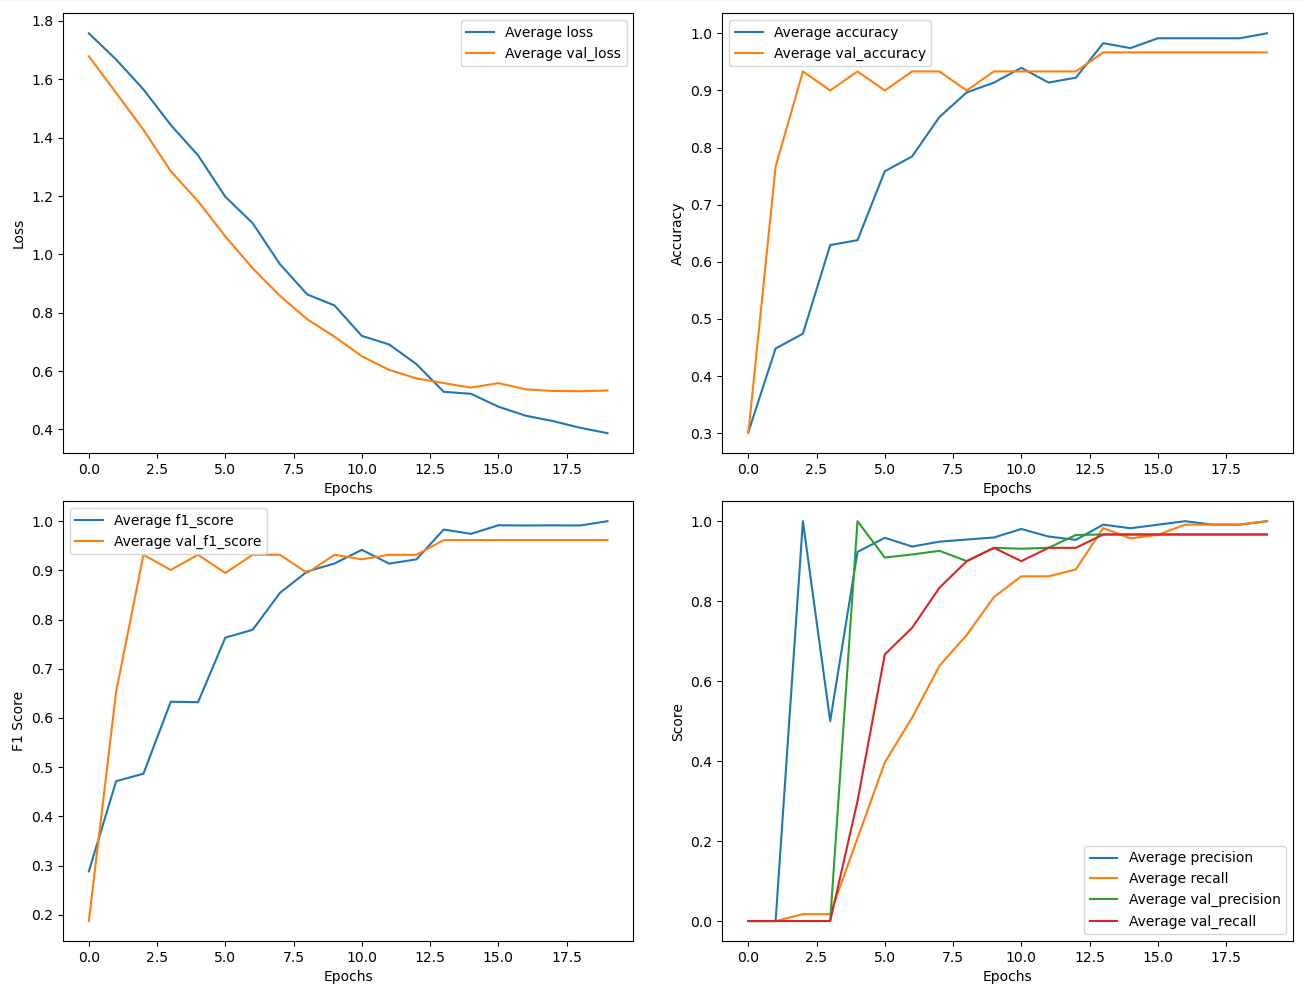 1.8
1.6
1.4
1.2
1.0
0.8
0.6
0.4
Loss
Average loss
Average val_loss
0.0 2.5 5.0 7.5 10.0 12.5 15.0 17.5
Epochs
1.0
0.9
0.8
0.7
0.6
0.5
0.4
0.3
Accuracy
Average accuracy
Average val_accuracy
0.0 2.5 5.0 7.5 10.0 12.5 15.0 17.5
Epochs
1.0
0.9
0.8
0.7
0.6
0.5
0.4
0.3
0.2
F1 Score
Average f1_score
Average val_f1_score
0.0 2.5 5.0 7.5 10.0 12.5 15.0 17.5
Epochs
1.0
0.8
0.6
0.4
0.2
0.0
Score
Average precision
Average recall
Average val_precision
Average val_recall
0.0 2.5 5.0 7.5 10.0 12.5 15.0 17.5
Epochs